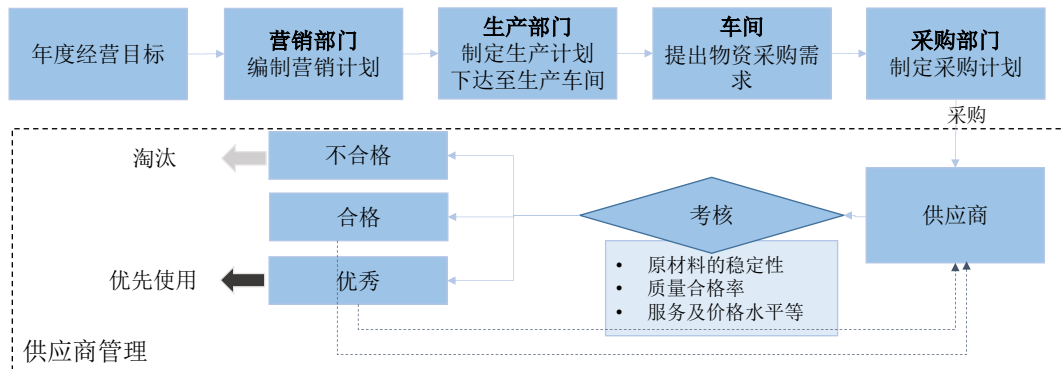 年度经营目标
营销部门
编制营销计划
生产部门
制定生产计划
下达至生产车间
车间
提出物资采购需
求
采购部门
制定采购计划
采购
淘汰
不合格
合格
优先使用
优秀
考核
• 原材料的稳定性
• 质量合格率
• 服务及价格水平等
供应商
供应商管理